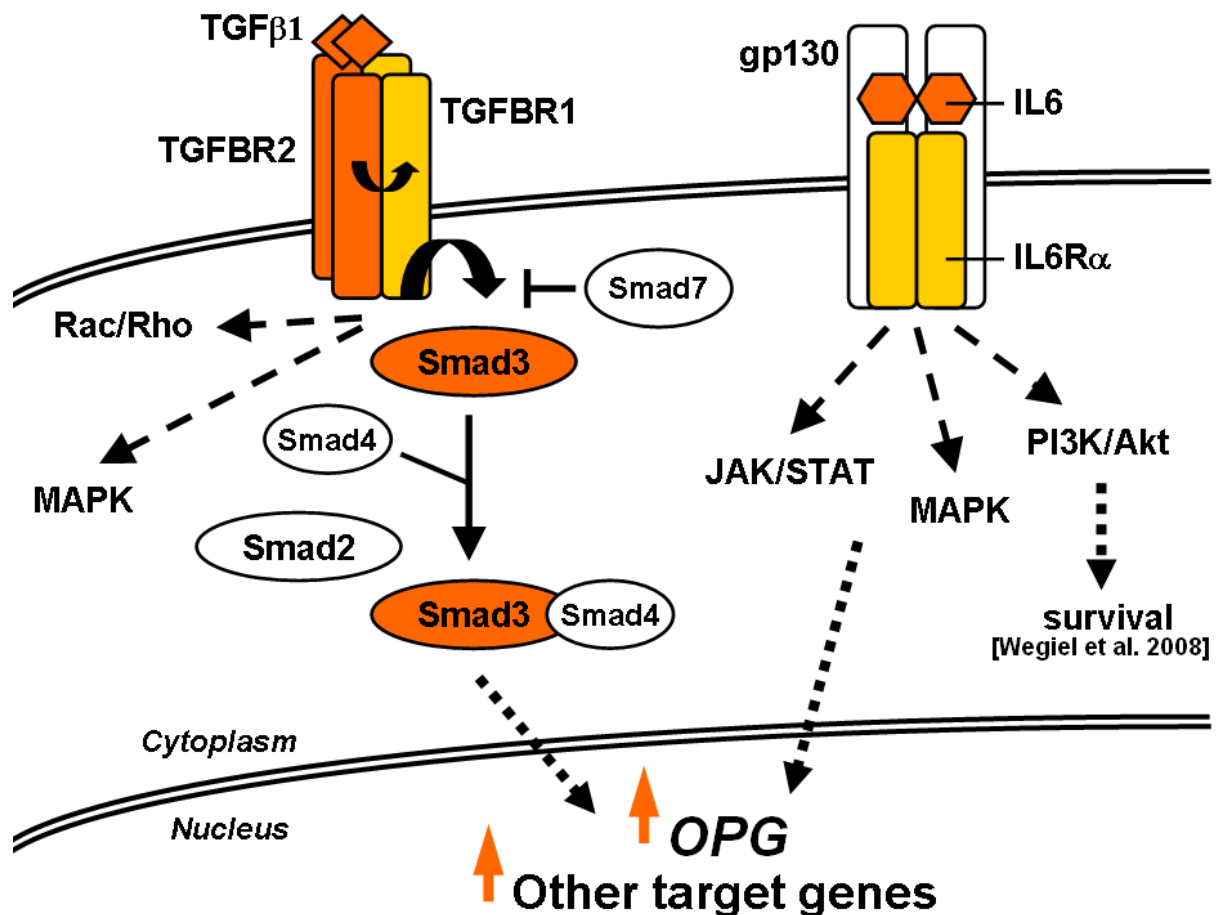 TGFβ1
gp130
TGFBR1
IL6
TGFBR2
IL6Rα
Smad7
Rac/Rho
Smad3
Smad4
PI3K/Akt
JAK/STAT
MAPK
MAPK
Smad2
Smad3
Smad4
survival
[Wegiel et al. 2008]
Cytoplasm
Nucleus
OPG
Other target genes